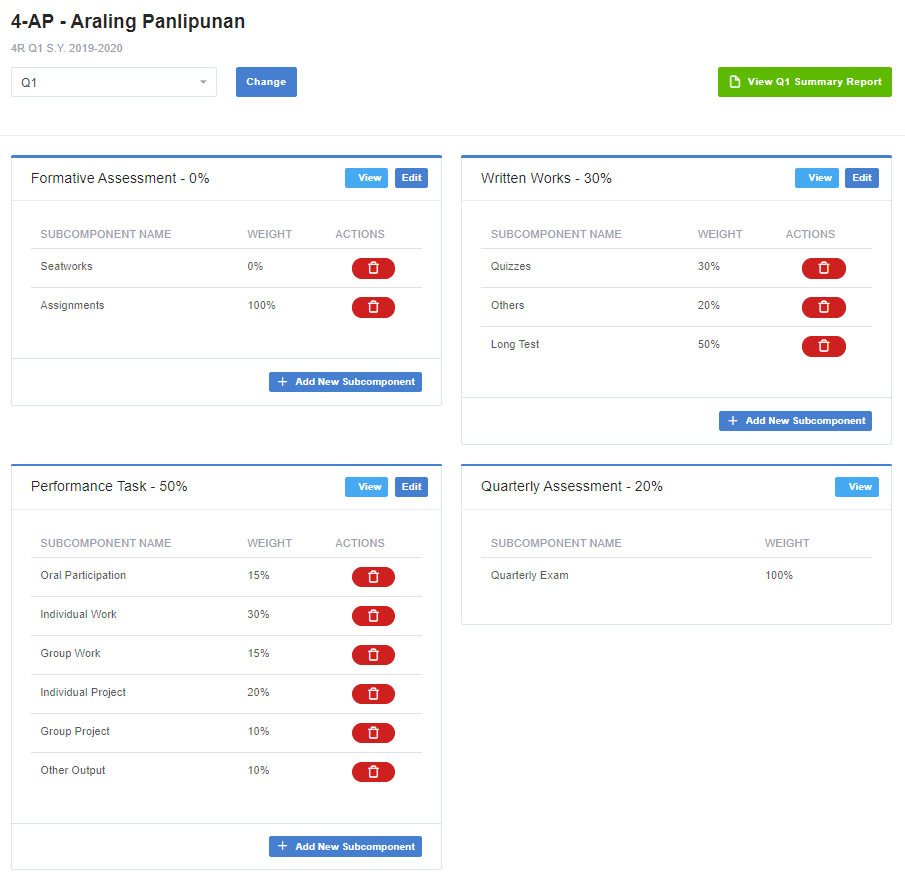 4-AP - Araling Panlipunan
4R Q1 S.Y. 2019-2020
Q1
Change
View Q1 Summary Report
Formative Assessment - 0%
View
Edit
SUBCOMPONENT NAME WEIGHT ACTIONS
Seatworks 0%
Assignments 100%
Add New Subcomponent
Written Works - 30%
View
Edit
SUBCOMPONENT NAME WEIGHT ACTIONS
Quizzes 30%
Others 20%
Long Test 50%
Add New Subcomponent
Performance Task - 50%
View
Edit
SUBCOMPONENT NAME WEIGHT ACTIONS
Oral Participation 15%
Individual Work 30%
Group Work 15%
Individual Project 20%
Group Project 10%
Other Output 10%
Add New Subcomponent
Quarterly Assessment - 20%
View
SUBCOMPONENT NAME WEIGHT
Quarterly Exam 100%